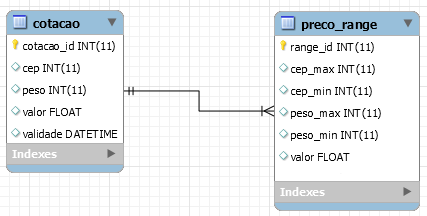 cotacao
cotacao_id INT(11)
cep INT(11)
peso INT(11)
valor FLOAT
validade DATETIME
Indexes
preco_range
range_id INT(11)
cep_max INT(11)
cep_min INT(11)
peso_max INT(11)
peso_min INT(11)
valor FLOAT
Indexes